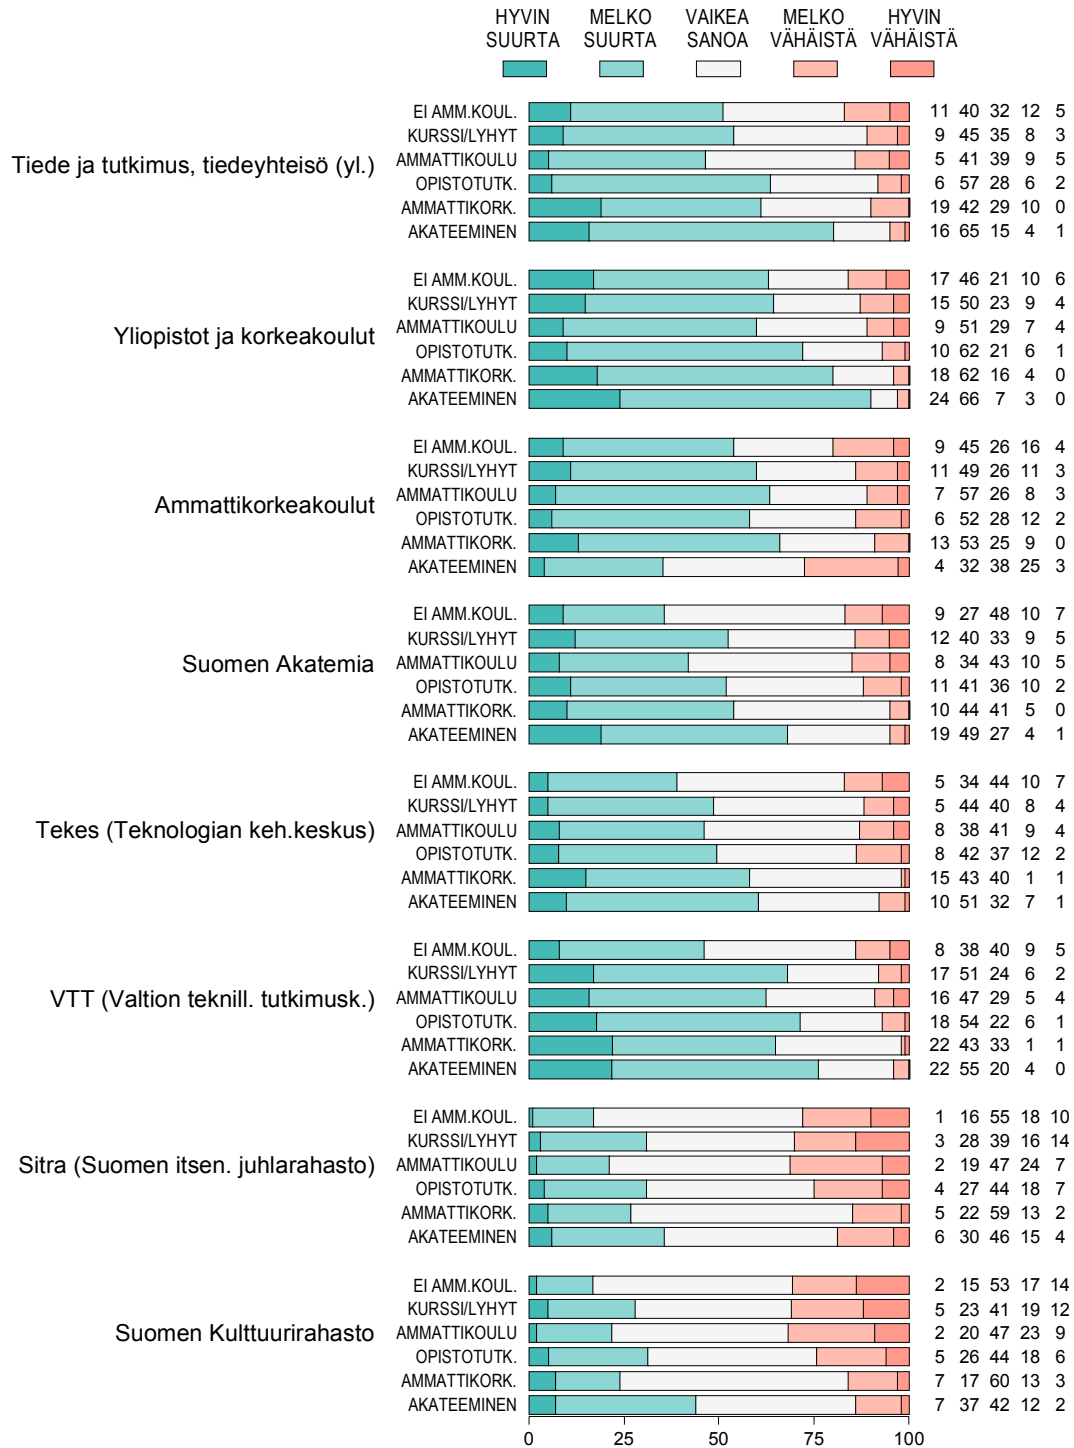 HYVIN MELKO VAIKEA MELKO HYVIN
SUURTA SUURTA SANOA VÄHÄISTÄ VÄHÄISTÄ
Tiede ja tutkimus, tiedeyhteisö (yl.)
EI AMM.KOUL. 11 40 32 12 5
KURSSI/LYHYT 9 45 35 8 3
AMMATTIKOULU 5 41 39 9 5
OPISTOTUTK. 6 57 28 6 2
AMMATTIKORK. 19 42 29 10 0
AKATEEMINEN 16 65 15 4 1
Yliopistot ja korkeakoulut
EI AMM.KOUL. 17 46 21 10 6
KURSSI/LYHYT 15 50 23 9 4
AMMATTIKOULU 9 51 29 7 4
OPISTOTUTK. 10 62 21 6 1
AMMATTIKORK. 18 62 16 4 0
AKATEEMINEN 24 66 7 3 0
Ammattikorkeakoulut
EI AMM.KOUL. 9 45 26 16 4
KURSSI/LYHYT 11 49 26 11 3
AMMATTIKOULU 7 57 26 8 3
OPISTOTUTK. 6 52 28 12 2
AMMATTIKORK. 13 53 25 9 0
AKATEEMINEN 4 32 38 25 3
Suomen Akatemia
EI AMM.KOUL. 9 27 48 10 7
KURSSI/LYHYT 12 40 33 9 5
AMMATTIKOULU 8 34 43 10 5
OPISTOTUTK. 11 41 36 10 2
AMMATTIKORK. 10 44 41 5 0
AKATEEMINEN 19 49 27 4 1
Tekes (Teknologian keh.keskus)
EI AMM.KOUL. 5 34 44 10 7
KURSSI/LYHYT 5 44 40 8 4
AMMATTIKOULU 8 38 41 9 4
OPISTOTUTK. 8 42 37 12 2
AMMATTIKORK. 15 43 40 1 1
AKATEEMINEN 10 51 32 7 1
VTT (Valtion teknill. tutkimusk.)
EI AMM.KOUL. 8 38 40 9 5
KURSSI/LYHYT 17 51 24 6 2
AMMATTIKOULU 16 47 29 5 4
OPISTOTUTK. 18 54 22 6 1
AMMATTIKORK. 22 43 33 1 1
AKATEEMINEN 22 55 20 4 0
Sitra (Suomen itsen. juhlarahasto)
EI AMM.KOUL. 1 16 55 18 10
KURSSI/LYHYT 3 28 39 16 14
AMMATTIKOULU 2 19 47 24 7
OPISTOTUTK. 4 27 44 18 7
AMMATTIKORK. 5 22 59 13 2
AKATEEMINEN 6 30 46 15 4
Suomen Kulttuurirahasto
EI AMM.KOUL. 2 15 53 17 14
KURSSI/LYHYT 5 23 41 19 12
AMMATTIKOULU 2 20 47 23 9
OPISTOTUTK. 5 26 44 18 6
AMMATTIKORK. 7 17 60 13 3
AKATEEMINEN 7 37 42 12 2
0 25 50 75 100